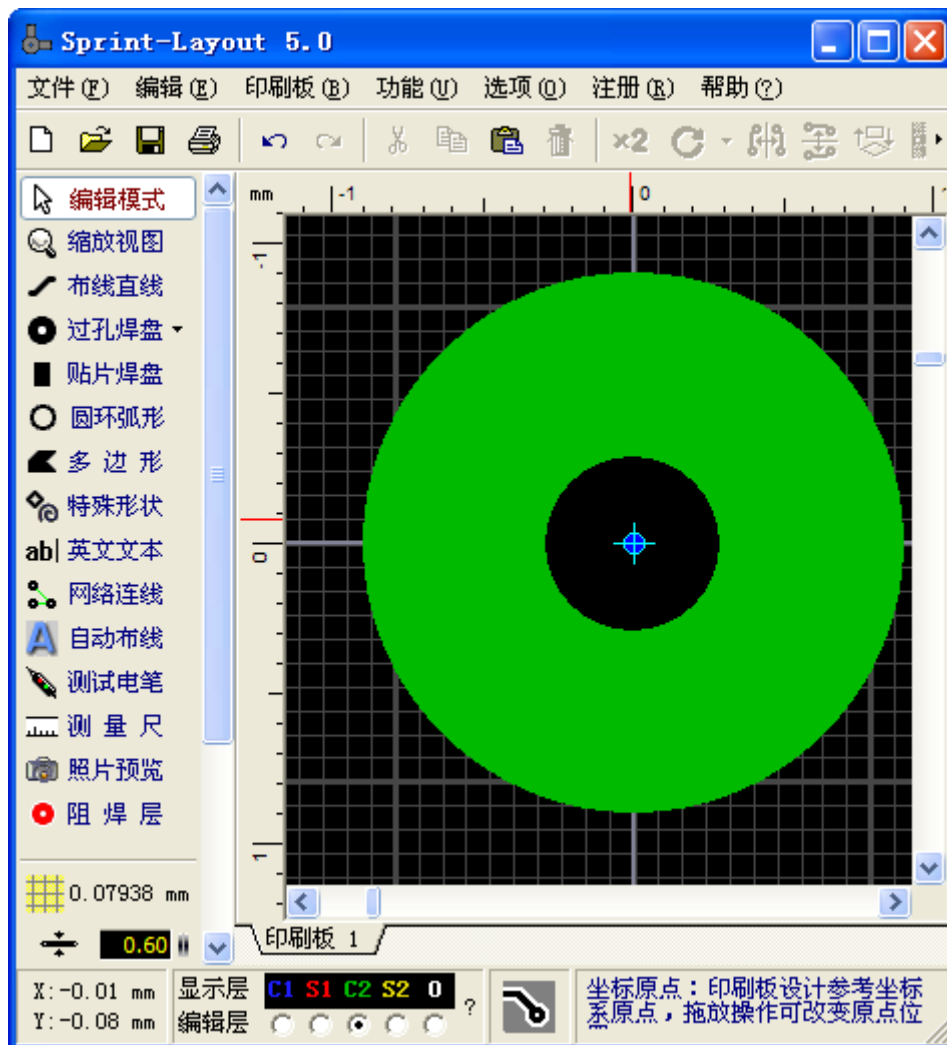 Sprint-Layout 5.0
文件(F) 编辑(E) 印刷板(B) 功能(U) 选项(O) 注册(R) 帮助(?)
×2
编辑模式
缩放视图
布线直线
过孔焊盘
贴片焊盘
圆环弧形
多 边 形
特殊形状
ab| 英文文本
网络连线
A 自动布线
测试电笔
测 量 尺
照片预览
阻 焊 层
0.07938 mm
0.60
mm -1 0 1
-1
0
1
印刷板 1
X:-0.01 mm
Y:-0.08 mm
显示层 C1 S1 C2 S2 O
编辑层
?
坐标原点：印刷板设计参考坐标
系原点，拖放操作可改变原点位